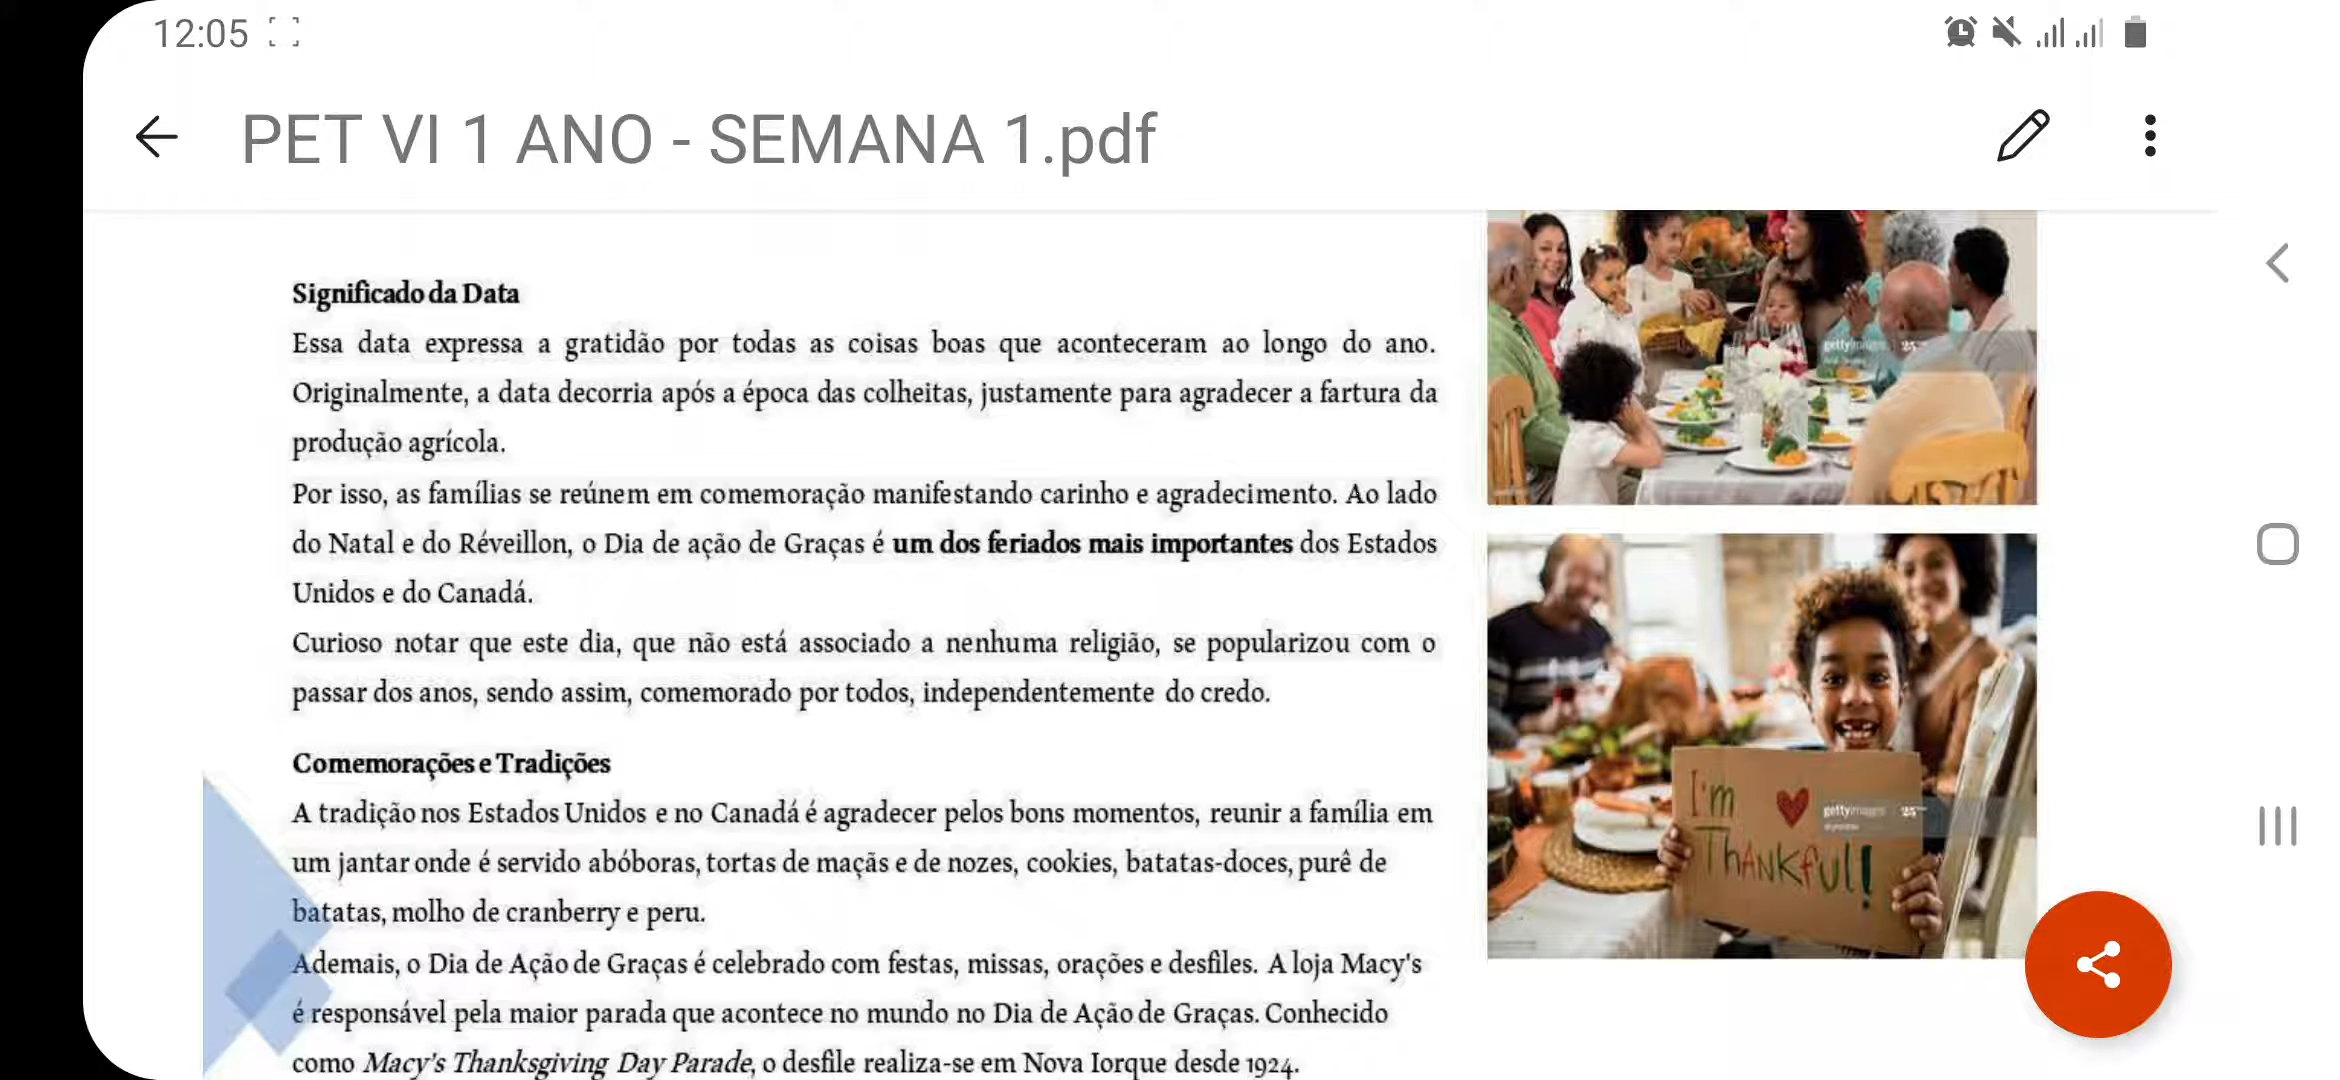 12:05
PET VI 1 ANO - SEMANA 1.pdf
Significado da Data
Essa data expressa a gratidão por todas as coisas boas que aconteceram ao longo do ano.
Originalmente, a data decorria após a época das colheitas, justamente para agradecer a fartura da
produção agrícola.
Por isso, as famílias se reúnem em comemoração manifestando carinho e agradecimento. Ao lado
do Natal e do Réveillon, o Dia de ação de Graças é um dos feriados mais importantes dos Estados
Unidos e do Canadá.
Curioso notar que este dia, que não está associado a nenhuma religião, se popularizou com o
passar dos anos, sendo assim, comemorado por todos, independentemente do credo.
Comemorações e Tradições
A tradição nos Estados Unidos e no Canadá é agradecer pelos bons momentos, reunir a família em
um jantar onde é servido abóboras, tortas de maçãs e de nozes, cookies, batatas-doces, purê de
batatas, molho de cranberry e peru.
Ademais, o Dia de Ação de Graças é celebrado com festas, missas, orações e desfiles. A loja Macy's
é responsável pela maior parada que acontece no mundo no Dia de Ação de Graças. Conhecido
como Macy's Thanksgiving Day Parade, o desfile realiza-se em Nova Iorque desde 1924.
gettyimages 25
I'm
Thankful!
gettyimages 25